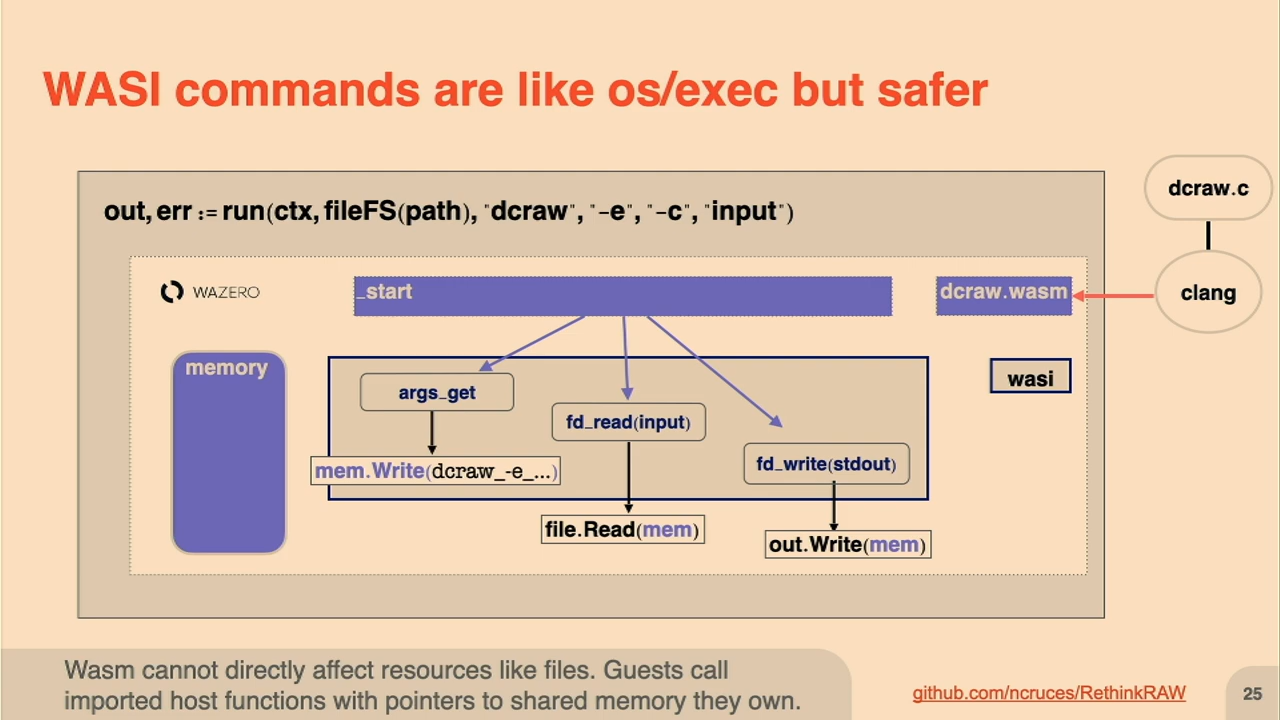 WASI commands are like os/exec but safer
out, err := run(ctx, fileFS(path), "dcraw", "-e", "-c", "input")
dcraw.c
clang
WAZERO
_start
dcraw.wasm
memory
args_get
fd_read(input)
fd_write(stdout)
wasi
mem.Write(dcraw_-e_...)
file.Read(mem)
out.Write(mem)
Wasm cannot directly affect resources like files. Guests call
imported host functions with pointers to shared memory they own.
github.com/ncruces/RethinkRAW
25